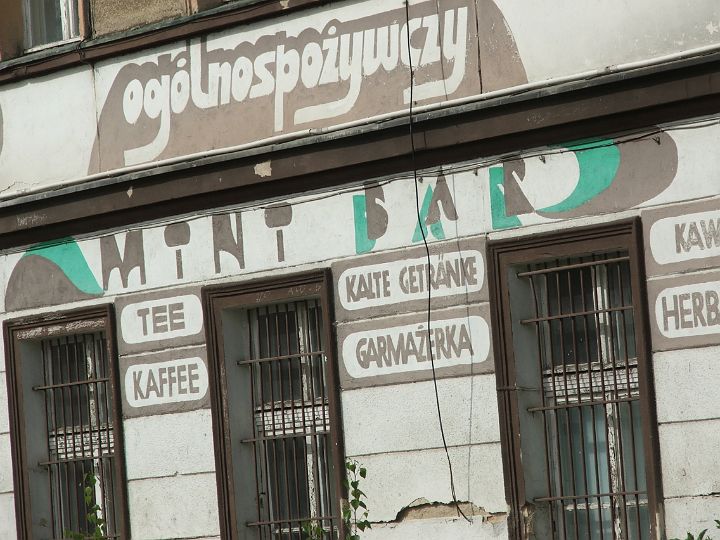 ogólnospożywczy
MINI BAR
TEE
KAFFEE
KALTE GETRÄNKE
GARMAŻERKA
KAW
HERB